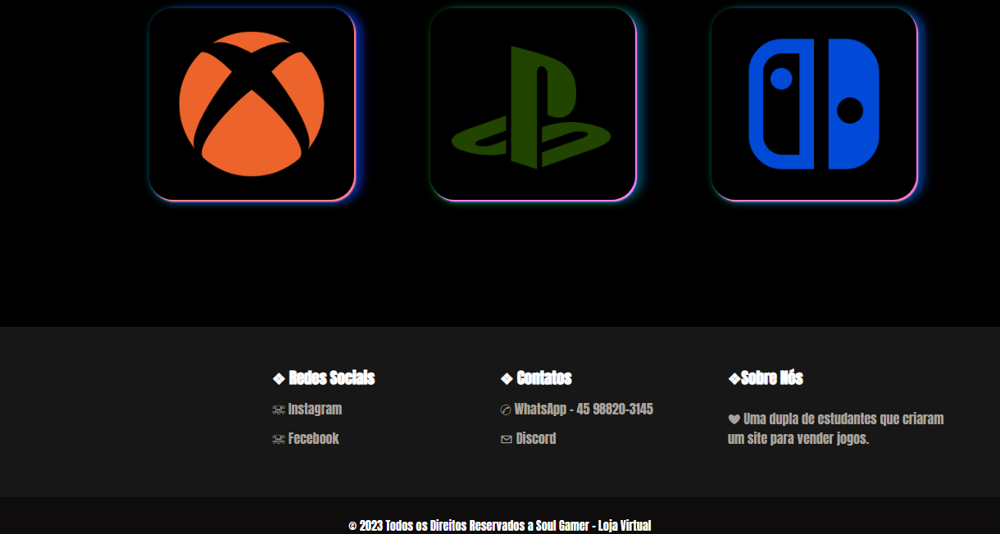 ❖ Redes Sociais
☠ Instagram
☠ Fecebook
❖ Contatos
✆ WhatsApp - 45 98820-3145
🖂 Discord
❖Sobre Nós
❤ Uma dupla de estudantes que criaram
um site para vender jogos.
© 2023 Todos os Direitos Reservados a Soul Gamer - Loja Virtual